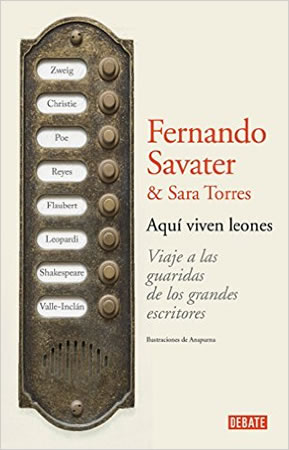 Zweig
Christie
Poe
Reyes
Flaubert
Leopardi
Shakespeare
Valle-Inclán
Fernando
Savater
& Sara Torres
Aquí viven leones
Viaje a las
guaridas
de los grandes
escritores
Ilustraciones de Anapurna
DEBATE